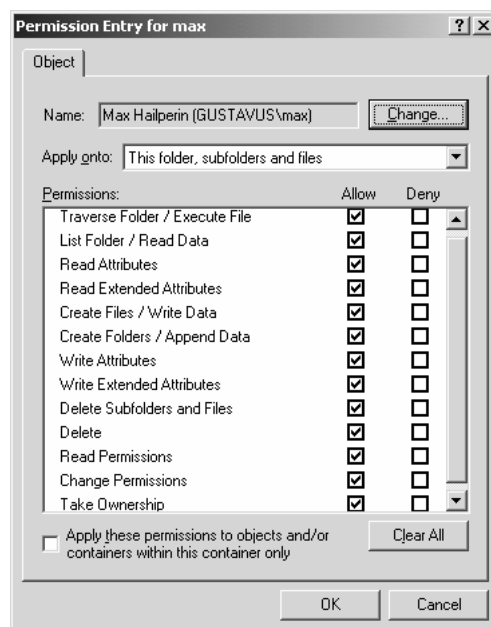 Permission Entry for max
? X
Object
Name: Max Hailperin (GUSTAVUS\max) Change...
Apply onto: This folder, subfolders and files
Permissions: Allow Deny
Traverse Folder / Execute File
List Folder / Read Data
Read Attributes
Read Extended Attributes
Create Files / Write Data
Create Folders / Append Data
Write Attributes
Write Extended Attributes
Delete Subfolders and Files
Delete
Read Permissions
Change Permissions
Take Ownership
Apply these permissions to objects and/or
containers within this container only
Clear All
OK Cancel